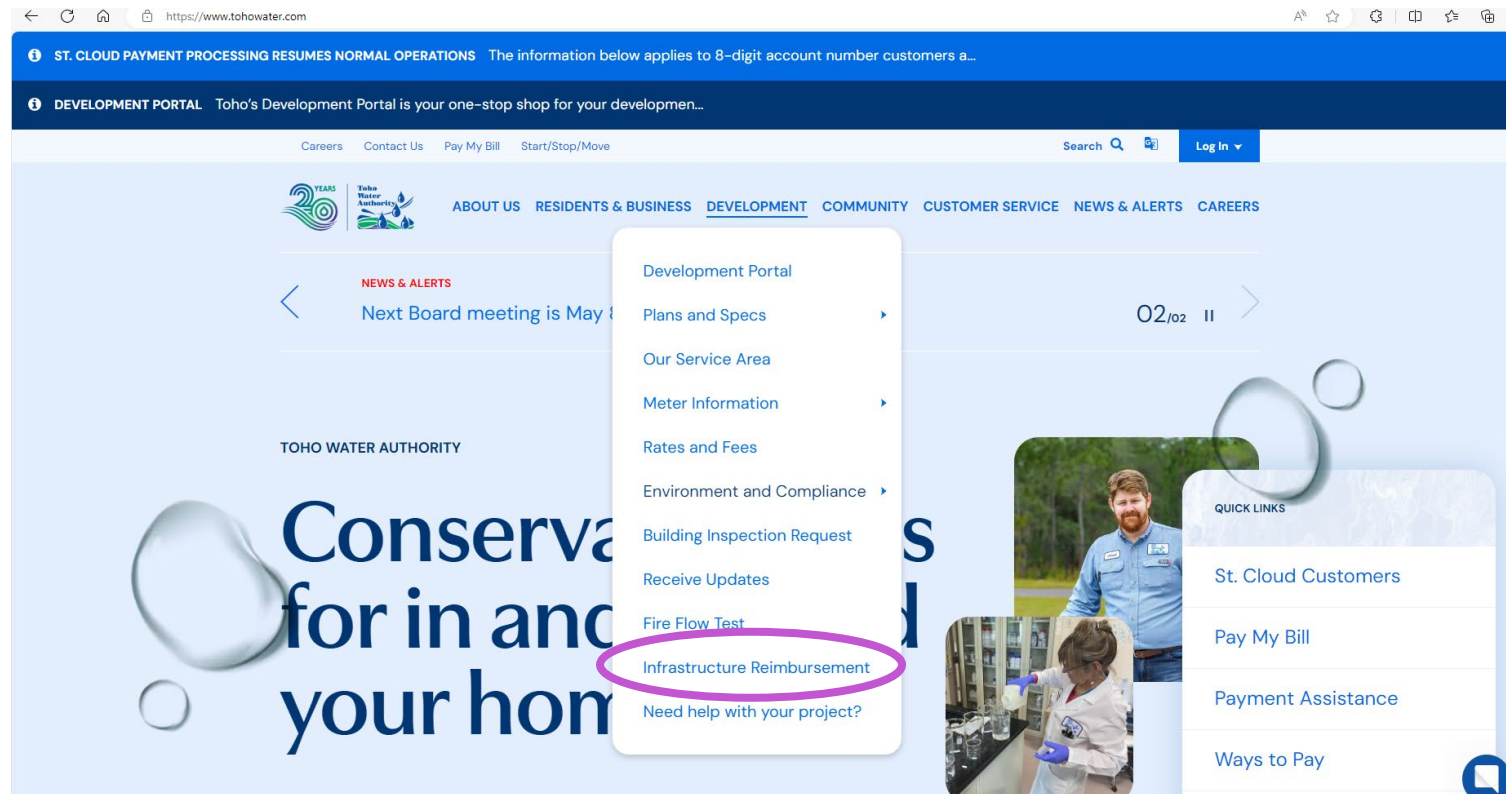 https://www.tohowater.com
ST. CLOUD PAYMENT PROCESSING RESUMES NORMAL OPERATIONS The information below applies to 8-digit account number customers a...
DEVELOPMENT PORTAL Toho's Development Portal is your one-stop shop for your developmen...
Careers Contact Us Pay My Bill Start/Stop/Move Search Log In
20 YEARS Toho Water Authority
ABOUT US RESIDENTS & BUSINESS DEVELOPMENT COMMUNITY CUSTOMER SERVICE NEWS & ALERTS CAREERS
NEWS & ALERTS
Next Board meeting is May
02/02
Development Portal
Plans and Specs
Our Service Area
Meter Information
Rates and Fees
Environment and Compliance
Building Inspection Request
Receive Updates
Fire Flow Test
Infrastructure Reimbursement
Need help with your project?
TOHO WATER AUTHORITY
Conserva s
for in and d
your hom
QUICK LINKS
St. Cloud Customers
Pay My Bill
Payment Assistance
Ways to Pay